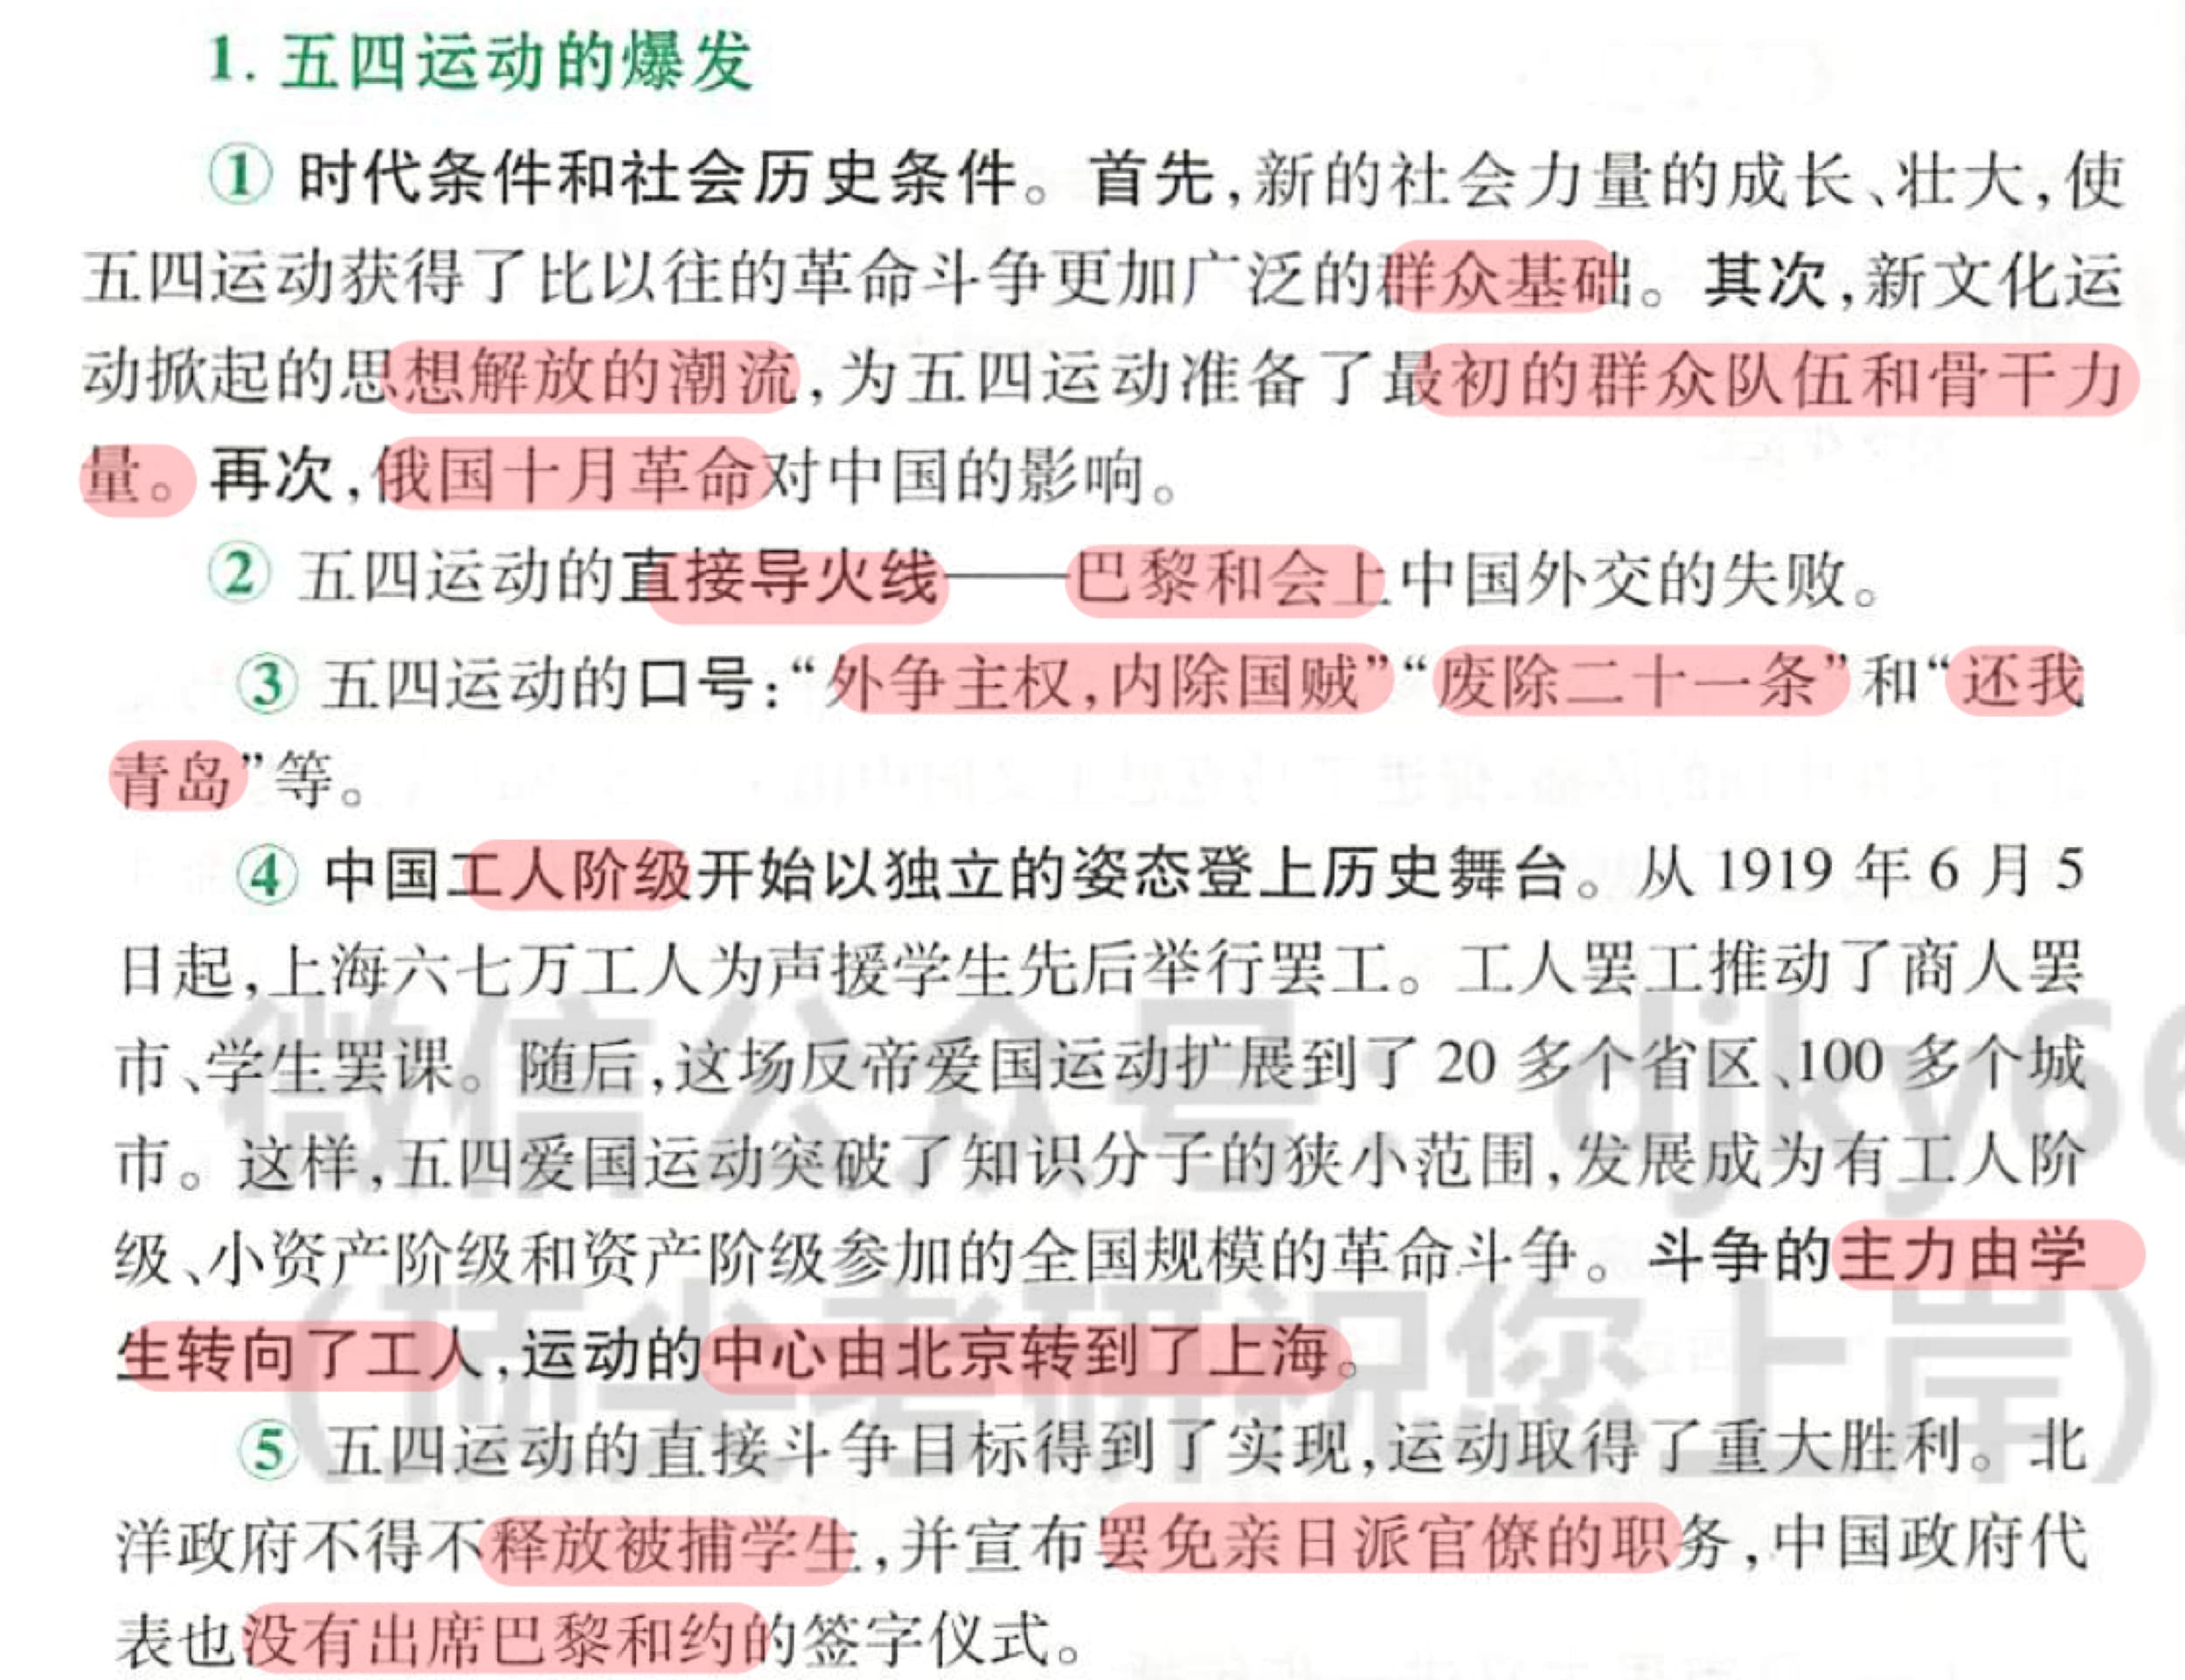 1. 五四运动的爆发
① 时代条件和社会历史条件。首先,新的社会力量的成长、壮大,使
五四运动获得了比以往的革命斗争更加广泛的群众基础。其次,新文化运
动掀起的思想解放的潮流,为五四运动准备了最初的群众队伍和骨干力
量。再次,俄国十月革命对中国的影响。
② 五四运动的直接导火线——巴黎和会上中国外交的失败。
③ 五四运动的口号:“外争主权,内除国贼”“废除二十一条”和“还我
青岛”等。
④ 中国工人阶级开始以独立的姿态登上历史舞台。从 1919 年 6 月 5
日起,上海六七万工人为声援学生先后举行罢工。工人罢工推动了商人罢
市、学生罢课。随后,这场反帝爱国运动扩展到了 20 多个省区、100 多个城
市。这样,五四爱国运动突破了知识分子的狭小范围,发展成为有工人阶
级、小资产阶级和资产阶级参加的全国规模的革命斗争。斗争的主力由学
生转向了工人,运动的中心由北京转到了上海。
⑤ 五四运动的直接斗争目标得到了实现,运动取得了重大胜利。北
洋政府不得不释放被捕学生,并宣布罢免亲日派官僚的职务,中国政府代
表也没有出席巴黎和约的签字仪式。
微信公众号: djky66
(顶尖考研祝您上岸)